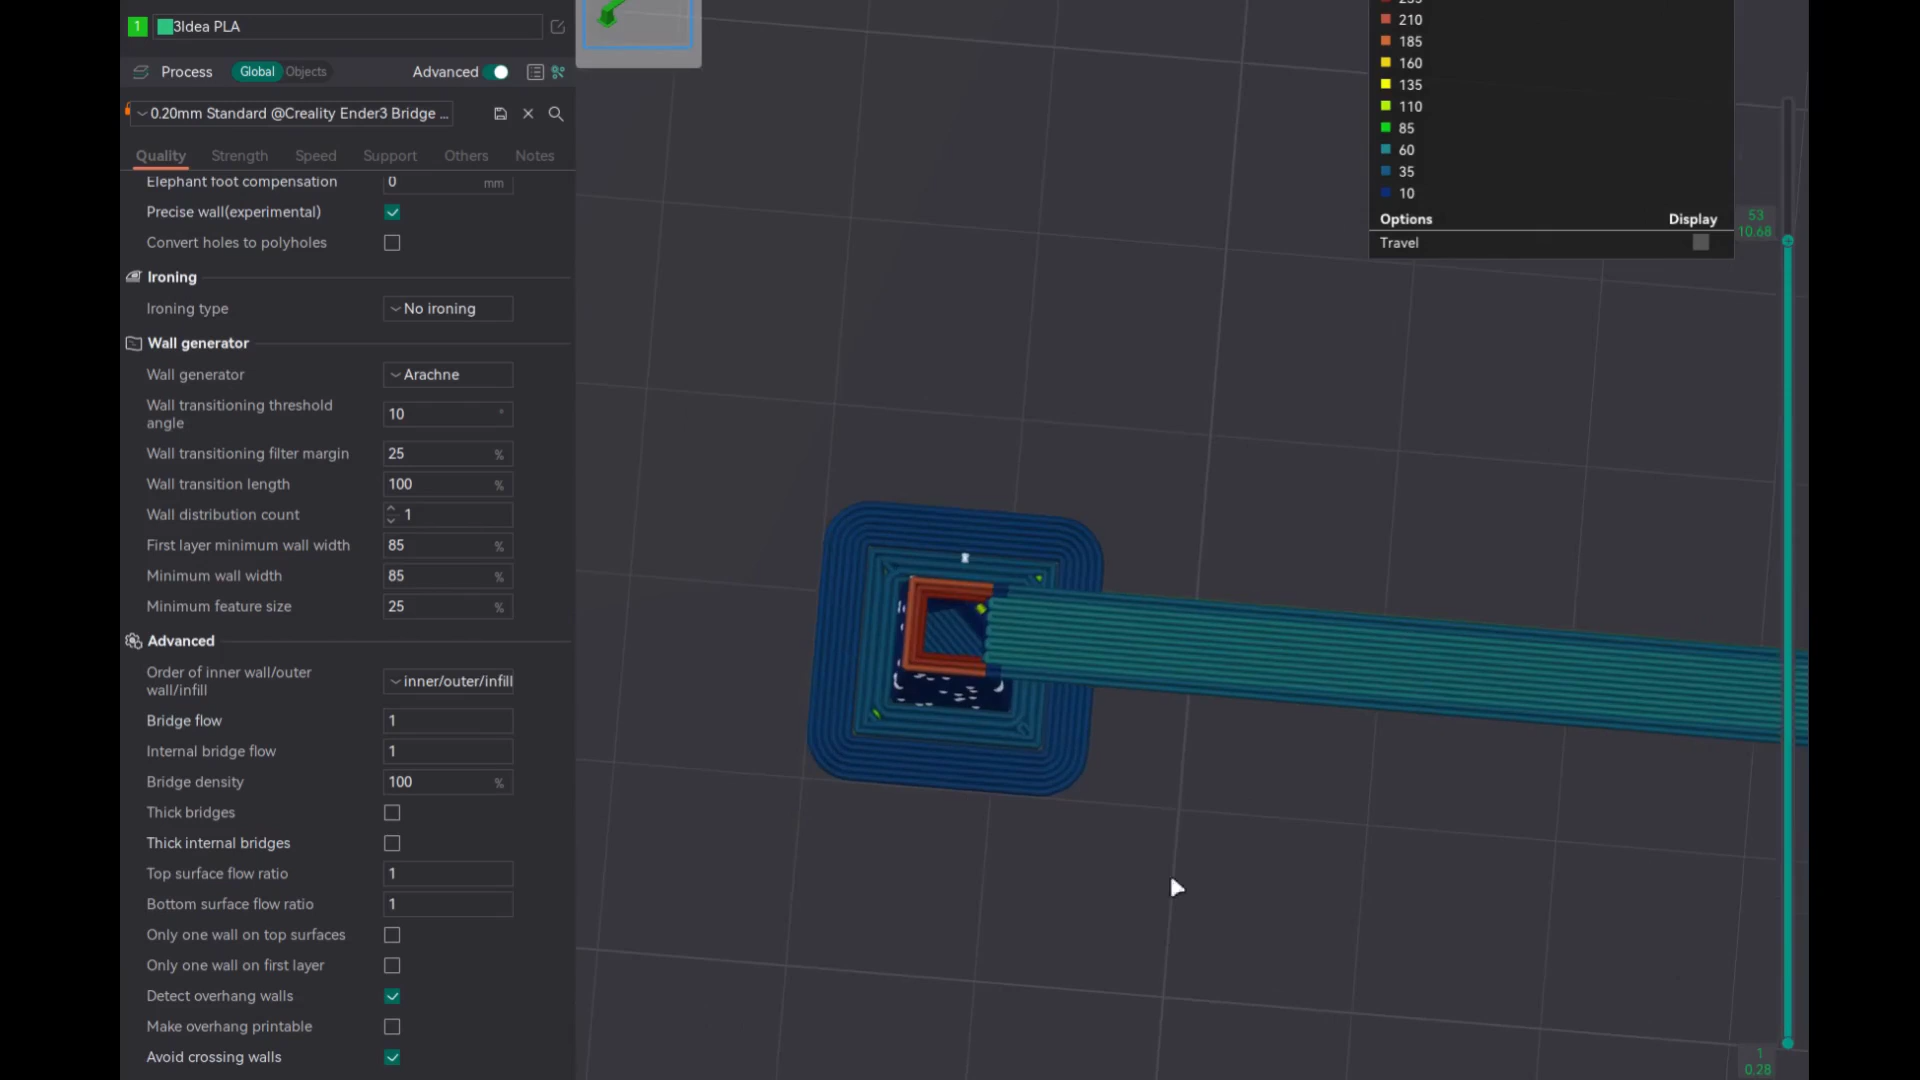 1 3Idea PLA
Process Global Objects Advanced
0.20mm Standard @Creality Ender3 Bridge ...
Quality Strength Speed Support Others Notes
Elephant foot compensation 0 mm
Precise wall(experimental)
Convert holes to polyholes
Ironing
Ironing type No ironing
Wall generator
Wall generator Arachne
Wall transitioning threshold
angle 10 °
Wall transitioning filter margin 25 %
Wall transition length 100 %
Wall distribution count 1
First layer minimum wall width 85 %
Minimum wall width 85 %
Minimum feature size 25 %
Advanced
Order of inner wall/outer
wall/infill inner/outer/infill
Bridge flow 1
Internal bridge flow 1
Bridge density 100 %
Thick bridges
Thick internal bridges
Top surface flow ratio 1
Bottom surface flow ratio 1
Only one wall on top surfaces
Only one wall on first layer
Detect overhang walls
Make overhang printable
Avoid crossing walls
210
185
160
135
110
85
60
35
10
Options Display
Travel
53
10.68
1
0.28